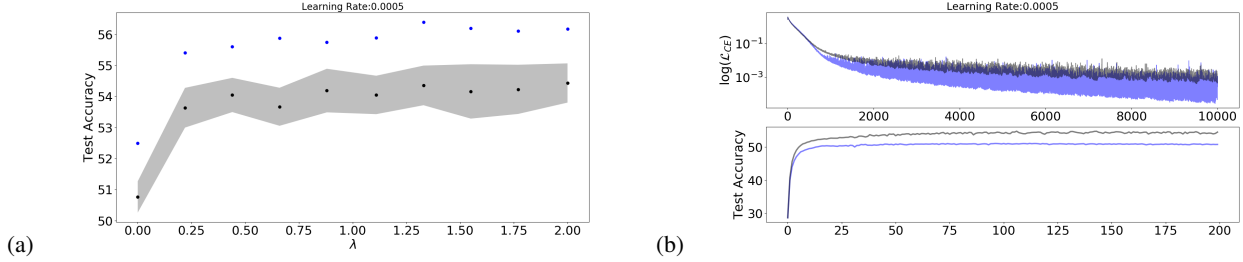 Learning Rate:0.0005
56
55
54
53
52
51
50
Test Accuracy
0.00 0.25 0.50 0.75 1.00 1.25 1.50 1.75 2.00
λ
(a)
Learning Rate:0.0005
10⁻¹
10⁻³
log(ℒ_CE)
0 2000 4000 6000 8000 10000
50
40
30
Test Accuracy
0 25 50 75 100 125 150 175 200
(b)